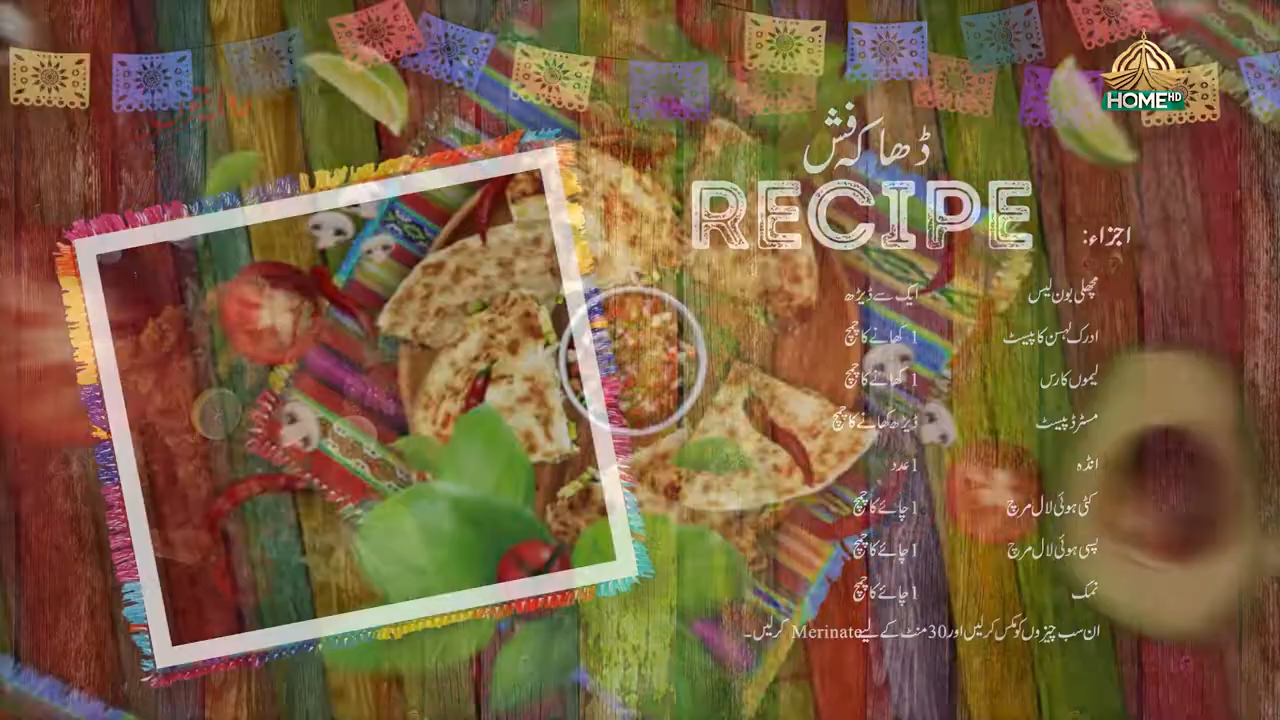 HOME HD
ڈھاکہ فش
RECIPE
اجزاء:
مچھلی بون لیس ایک سے ڈیڑھ
ادرک لہسن کا پیسٹ 1 کھانے کا چمچ
لیموں کا رس 1 کھانے کا چمچ
مسٹرڈ پیسٹ ڈیڑھ کھانے کا چمچ
انڈہ 1 عدد
کٹی ہوئی لال مرچ 1 چائے کا چمچ
پسی ہوئی لال مرچ 1 چائے کا چمچ
نمک 1 چائے کا چمچ
ان سب چیزوں کو مکس کرلیں اور 30 منٹ کے لیے Merinate کرلیں۔